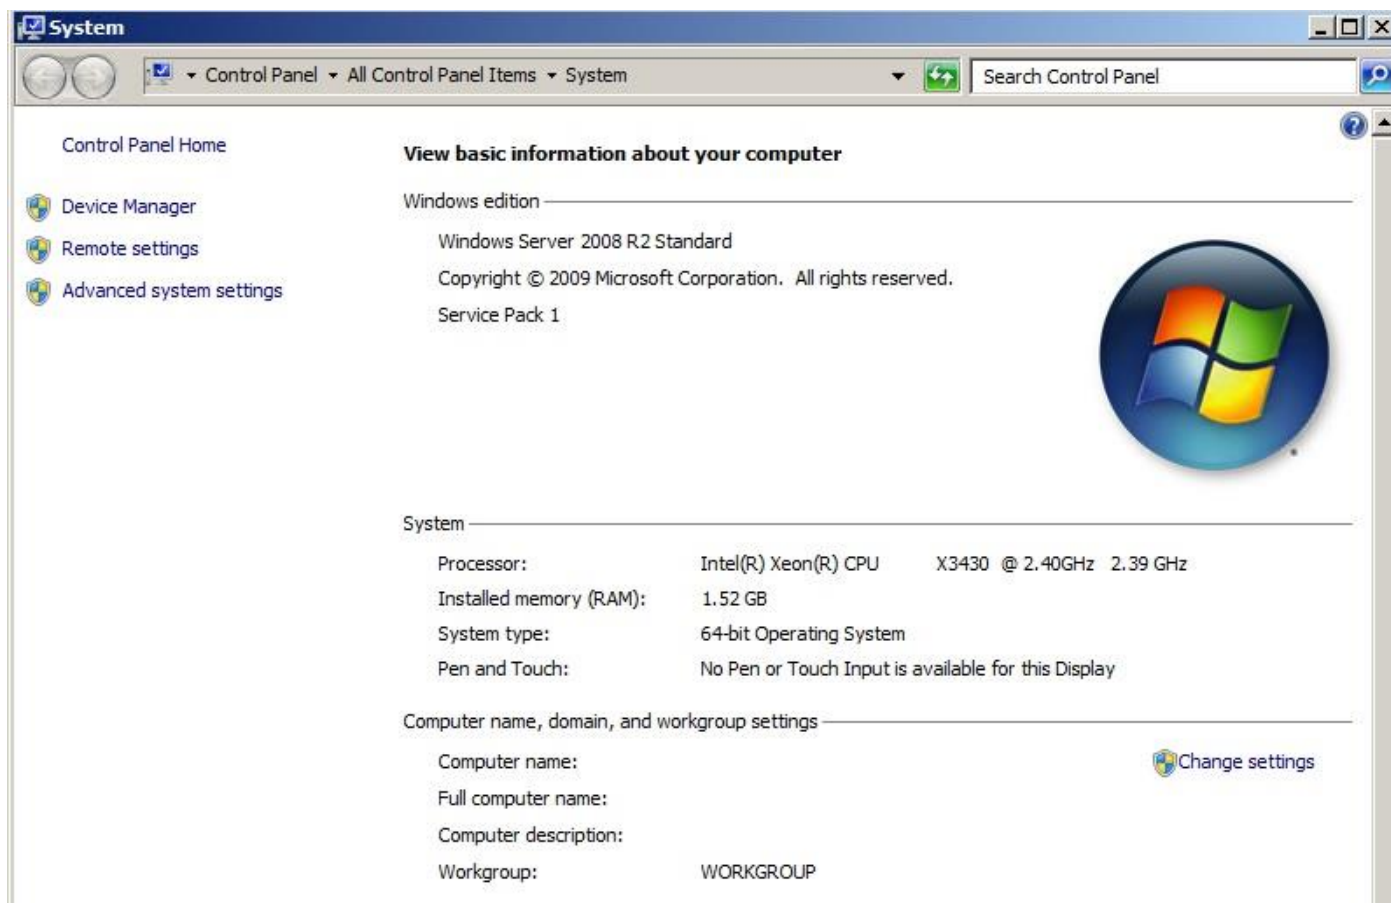 System
Control Panel All Control Panel Items System
Search Control Panel
Control Panel Home
Device Manager
Remote settings
Advanced system settings
View basic information about your computer
Windows edition
Windows Server 2008 R2 Standard
Copyright © 2009 Microsoft Corporation. All rights reserved.
Service Pack 1
System
Processor: Intel(R) Xeon(R) CPU X3430 @ 2.40GHz 2.39 GHz
Installed memory (RAM): 1.52 GB
System type: 64-bit Operating System
Pen and Touch: No Pen or Touch Input is available for this Display
Computer name, domain, and workgroup settings
Computer name:
Change settings
Full computer name:
Computer description:
Workgroup: WORKGROUP